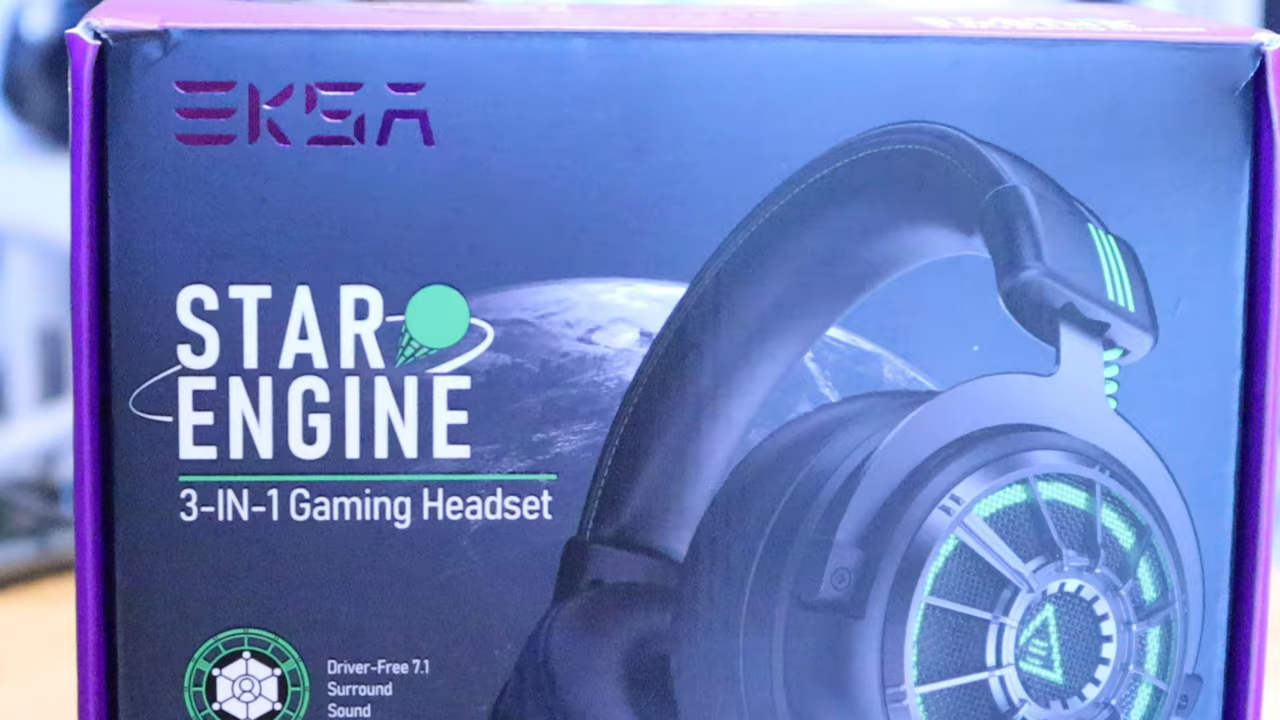 EKSA
STAR
ENGINE
3-IN-1 Gaming Headset
Driver-Free 7.1
Surround
Sound